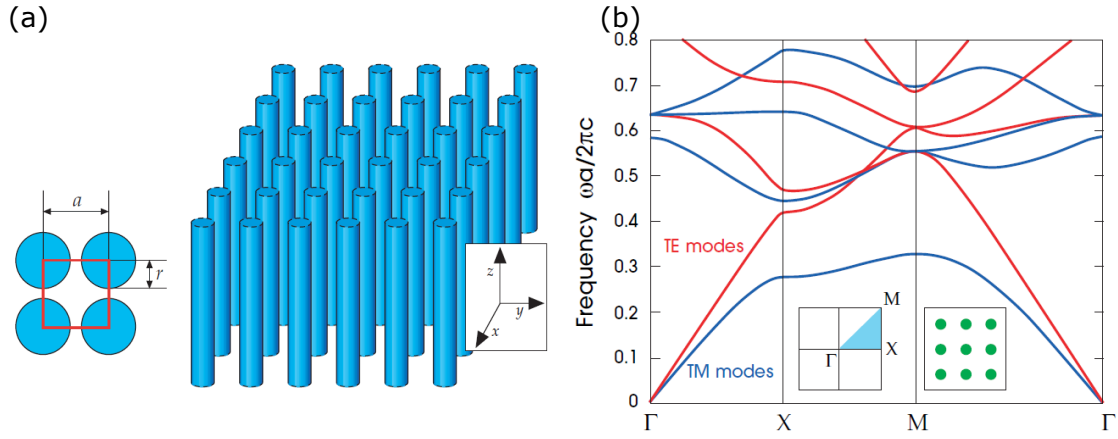 (a)
a
r
z
y
x
(b)
Frequency ωa/2πc
0.8
0.7
0.6
0.5
0.4
0.3
0.2
0.1
0
TE modes
TM modes
M
Γ
X
Γ
X
M
Γ